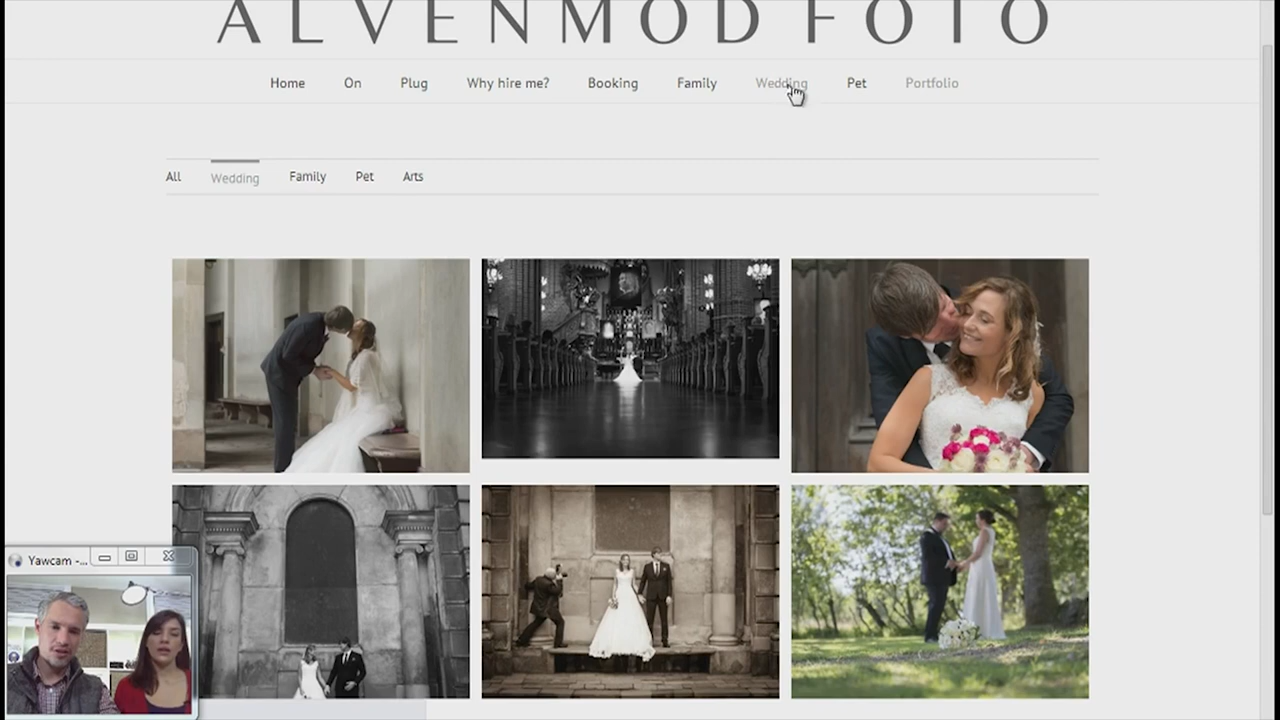 ALVENMOD FOTO
Home On Plug Why hire me? Booking Family Wedding Pet Portfolio
All Wedding Family Pet Arts
Yawcam -...